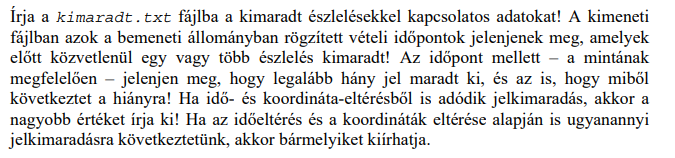 Írja a kimaradt.txt fájlba a kimaradt észlelésekkel kapcsolatos adatokat! A kimeneti
fájlban azok a bemeneti állományban rögzített vételi időpontok jelenjenek meg, amelyek
előtt közvetlenül egy vagy több észlelés kimaradt! Az időpont mellett – a mintának
megfelelően – jelenjen meg, hogy legalább hány jel maradt ki, és az is, hogy miből
következtet a hiányra! Ha idő- és koordináta-eltérésből is adódik jelkimaradás, akkor a
nagyobb értéket írja ki! Ha az időeltérés és a koordináták eltérése alapján is ugyanannyi
jelkimaradásra következtetünk, akkor bármelyiket kiírhatja.